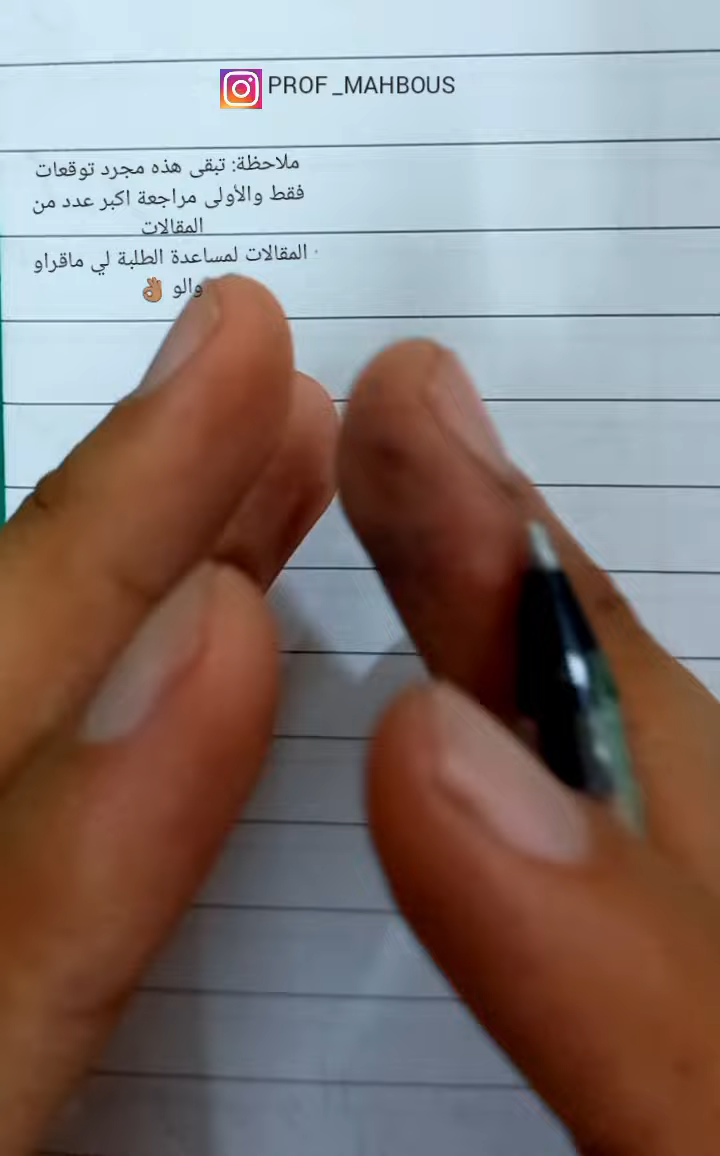 PROF_MAHBOUS
ملاحظة: تبقى هذه مجرد توقعات
فقط والأولى مراجعة اكبر عدد من
المقالات
المقالات لمساعدة الطلبة لي ماقراو
والو 👌🏽